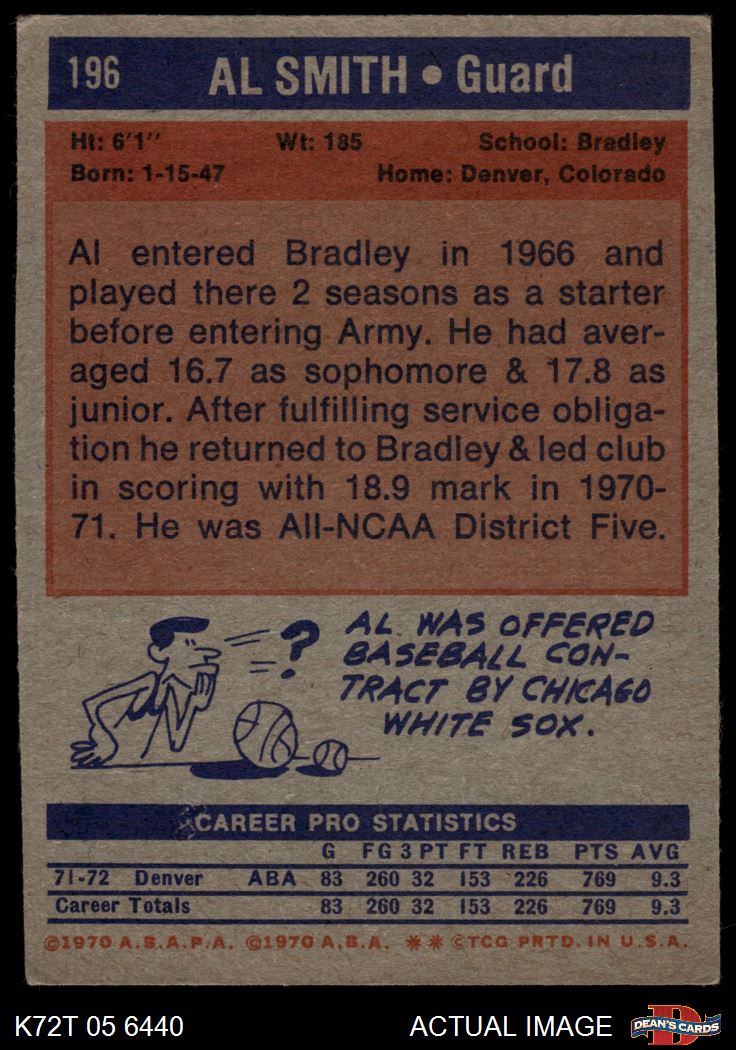 196 AL SMITH • Guard
Ht: 6'1'' Wt: 185 School: Bradley
Born: 1-15-47 Home: Denver, Colorado
Al entered Bradley in 1966 and
played there 2 seasons as a starter
before entering Army. He had aver-
aged 16.7 as sophomore & 17.8 as
junior. After fulfilling service obliga-
tion he returned to Bradley & led club
in scoring with 18.9 mark in 1970-
71. He was All-NCAA District Five.
?
AL WAS OFFERED
BASEBALL CON-
TRACT BY CHICAGO
WHITE SOX.
CAREER PRO STATISTICS
G FG 3 PT FT REB PTS AVG
71-72 Denver ABA 83 260 32 153 226 769 9.3
Career Totals 83 260 32 153 226 769 9.3
©1970 A.B.A.P.A. ©1970 A.B.A. ** ©TCG PRTD. IN U.S.A.
K72T 05 6440 ACTUAL IMAGE DEAN'S CARDS